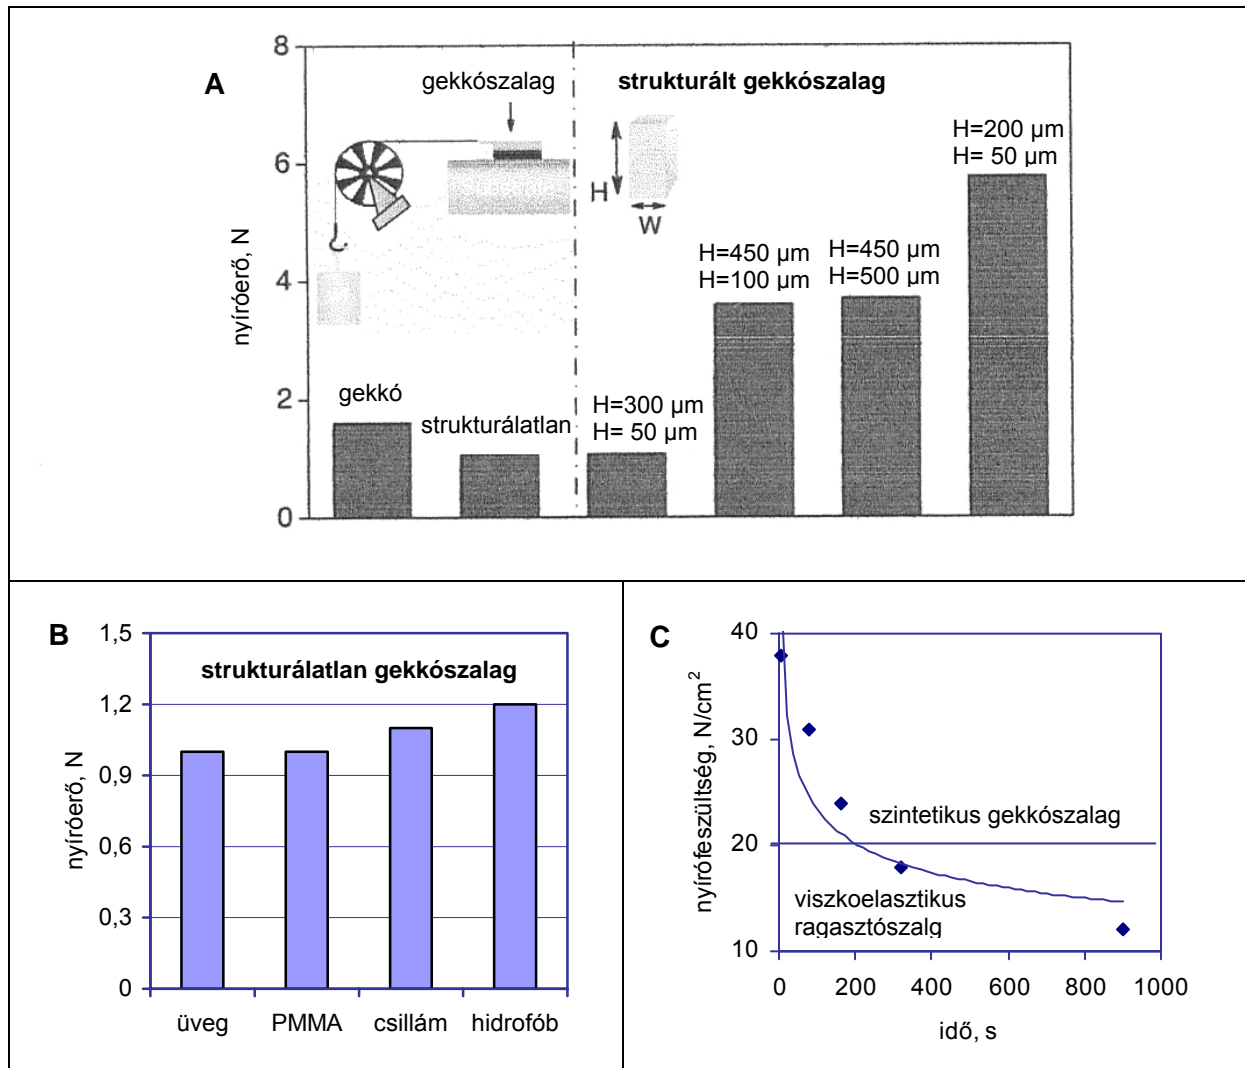 A
nyíróerő, N
8
6
4
2
0
gekkószalag
strukturált gekkószalag
H
W
gekkó
strukturálatlan
H=300 µm
H= 50 µm
H=450 µm
H=100 µm
H=450 µm
H=500 µm
H=200 µm
H= 50 µm
B
nyíróerő, N
1,5
1,2
0,9
0,6
0,3
0
strukturálatlan gekkószalag
üveg
PMMA
csillám
hidrofób
C
nyírófeszültség, N/cm²
40
30
20
10
szintetikus gekkószalag
viszkoelasztikus
ragasztószalg
0
200
400
600
800
1000
idő, s